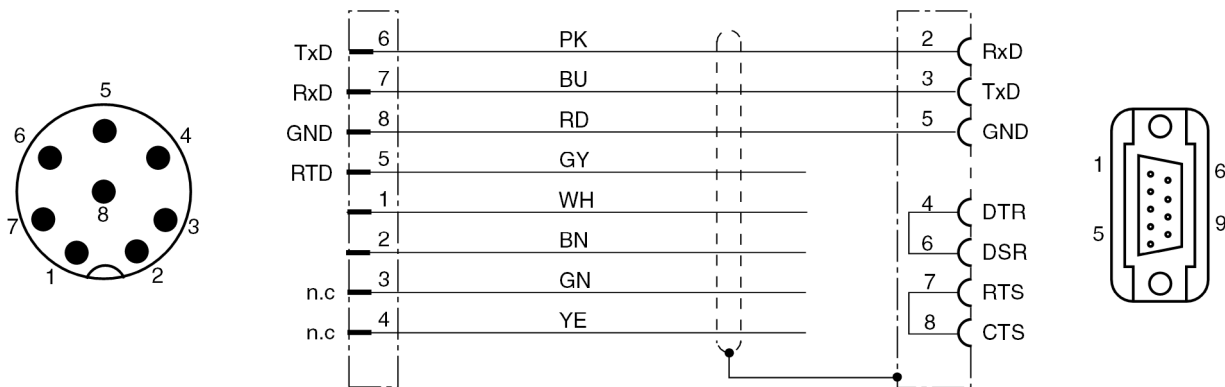 5
6
4
7
8
3
1
2
TxD 6 PK 2 RxD
RxD 7 BU 3 TxD
GND 8 RD 5 GND
RTD 5 GY
1 WH 4 DTR
2 BN 6 DSR
n.c 3 GN 7 RTS
n.c 4 YE 8 CTS
1
6
5
9